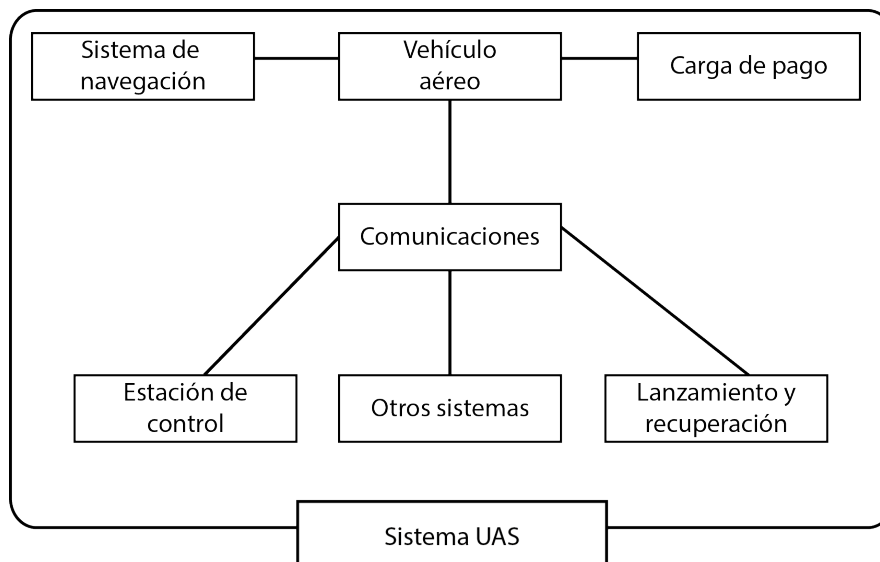 Sistema de
navegación
Vehículo
aéreo
Carga de pago
Comunicaciones
Estación de
control
Otros sistemas
Lanzamiento y
recuperación
Sistema UAS